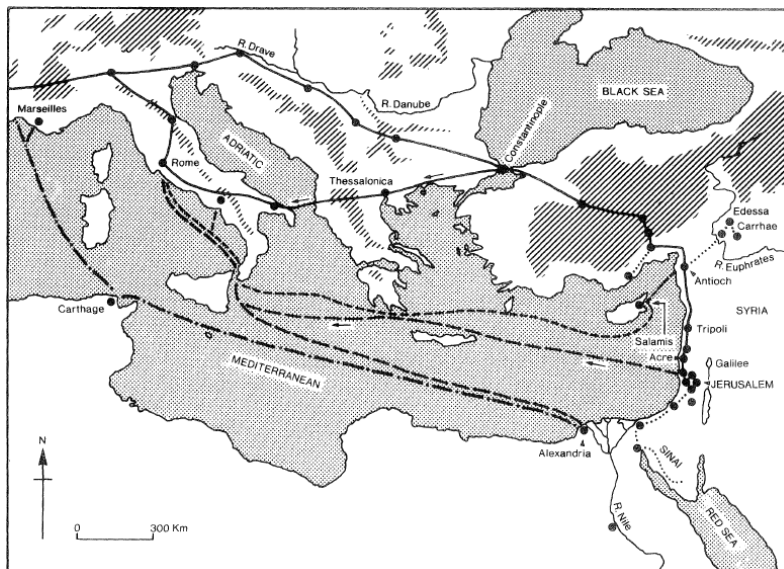 R. Drave
BLACK SEA
R. Danube
Marseilles
ADRIATIC
Constantinople
Rome
Thessalonica
Edessa
Carrhae
R. Euphrates
Antioch
Carthage
SYRIA
Tripoli
Salamis
Acre
Galilee
MEDITERRANEAN
JERUSALEM
N
Alexandria
SINAI
0 300 Km
R. Nile
RED SEA